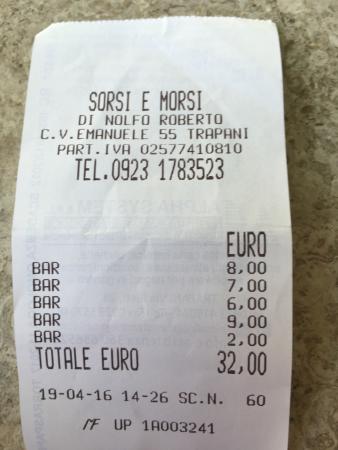 SORSI E MORSI
DI NOLFO ROBERTO
C.V.EMANUELE 55 TRAPANI
PART.IVA 02577410810
TEL.0923 1783523
EURO
BAR 8,00
BAR 7,00
BAR 6,00
BAR 9,00
BAR 2,00
TOTALE EURO 32,00
19-04-16 14-26 SC.N. 60
MF UP 1A003241